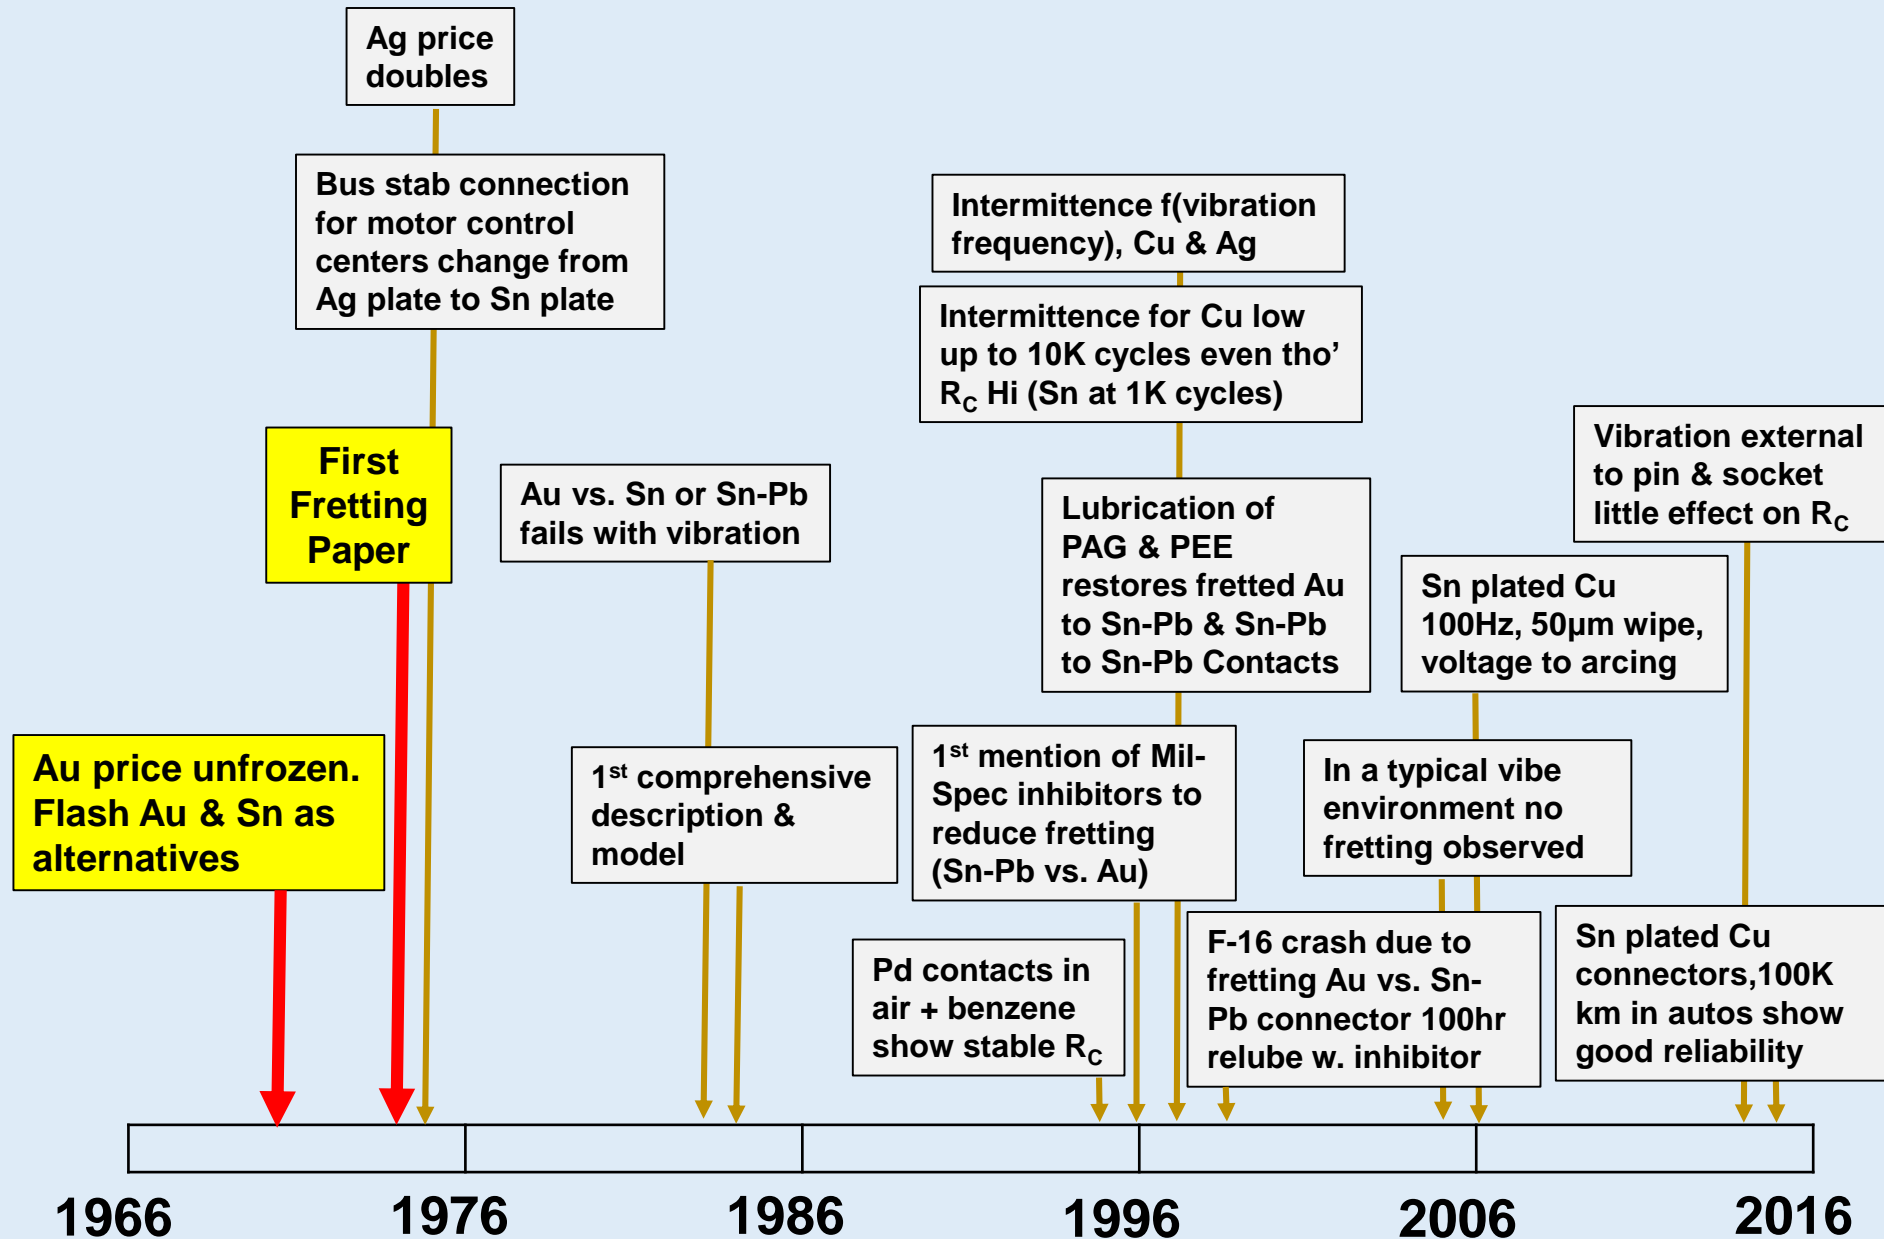 Ag price
doubles
Bus stab connection
for motor control
centers change from
Ag plate to Sn plate
First
Fretting
Paper
Au price unfrozen.
Flash Au & Sn as
alternatives
Au vs. Sn or Sn-Pb
fails with vibration
1st comprehensive
description &
model
Intermittence f(vibration
frequency), Cu & Ag
Intermittence for Cu low
up to 10K cycles even tho’
RC Hi (Sn at 1K cycles)
Lubrication of
PAG & PEE
restores fretted Au
to Sn-Pb & Sn-Pb
to Sn-Pb Contacts
1st mention of Mil-
Spec inhibitors to
reduce fretting
(Sn-Pb vs. Au)
Pd contacts in
air + benzene
show stable RC
F-16 crash due to
fretting Au vs. Sn-
Pb connector 100hr
relube w. inhibitor
Sn plated Cu
100Hz, 50µm wipe,
voltage to arcing
In a typical vibe
environment no
fretting observed
Vibration external
to pin & socket
little effect on RC
Sn plated Cu
connectors,100K
km in autos show
good reliability
1966
1976
1986
1996
2006
2016